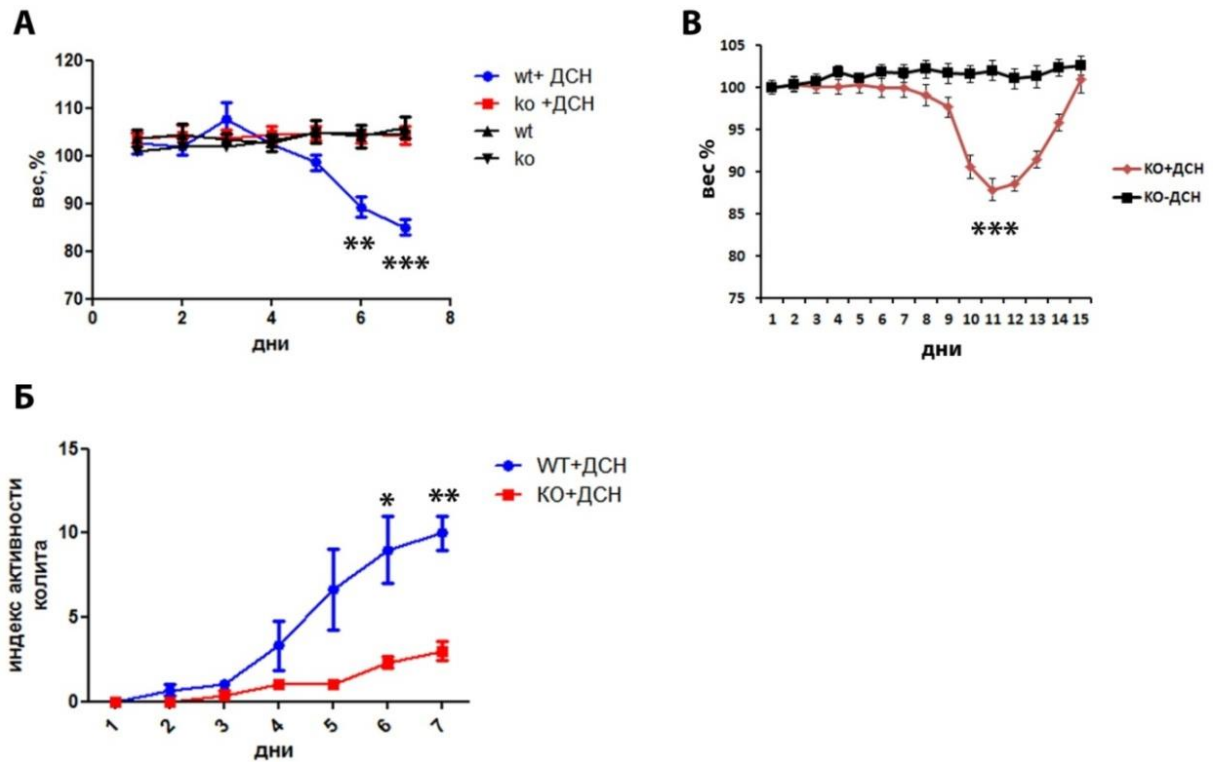 А
120
110
100
90
80
70
вес,%
0
2
4
6
8
дни
wt+ ДСН
ko +ДСН
wt
ko
**
***
В
105
100
95
90
85
80
75
вес %
1 2 3 4 5 6 7 8 9 10 11 12 13 14 15
дни
КО+ДСН
КО-ДСН
***
Б
15
10
5
0
индекс активности
колита
1 2 3 4 5 6 7
дни
WT+ДСН
КО+ДСН
*
**